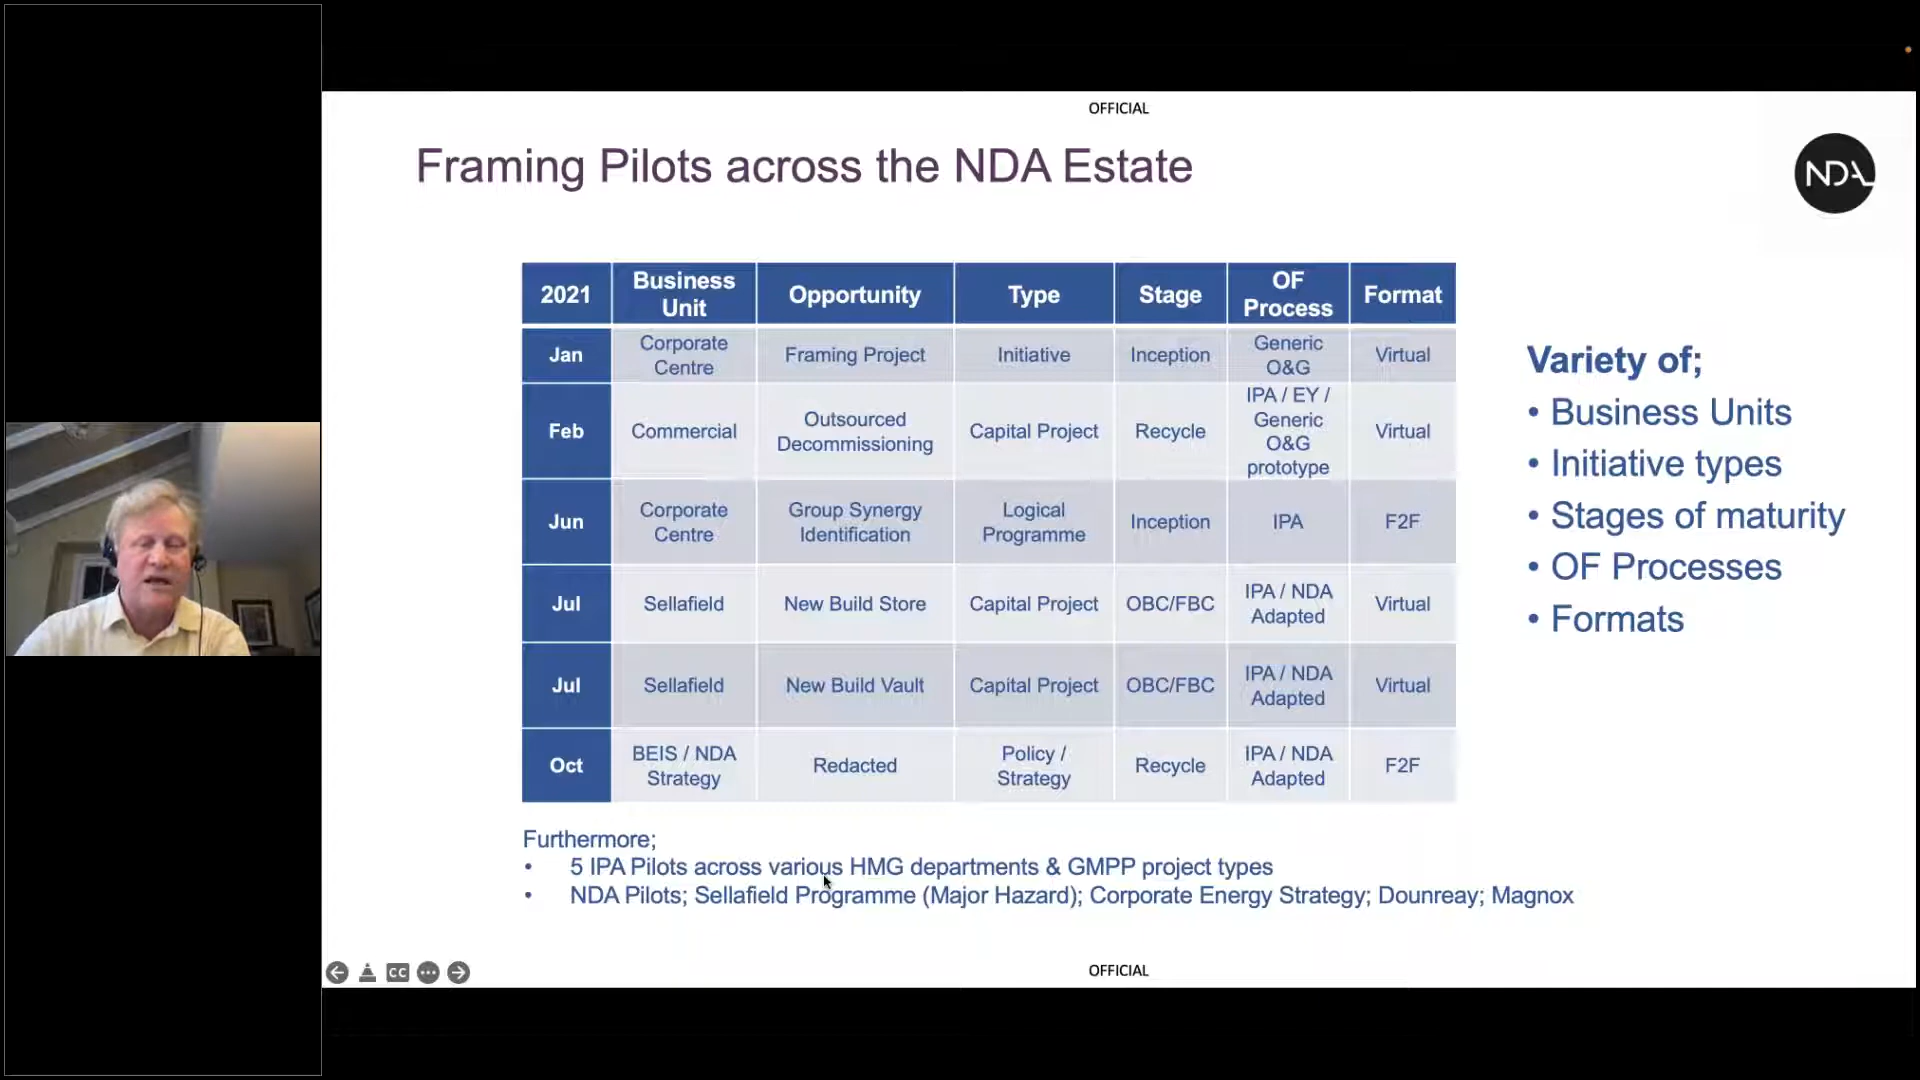 OFFICIAL
Framing Pilots across the NDA Estate
NDA
2021 Business Unit Opportunity Type Stage OF Process Format
Jan Corporate Centre Framing Project Initiative Inception Generic O&G Virtual
Feb Commercial Outsourced Decommissioning Capital Project Recycle IPA / EY / Generic O&G prototype Virtual
Jun Corporate Centre Group Synergy Identification Logical Programme Inception IPA F2F
Jul Sellafield New Build Store Capital Project OBC/FBC IPA / NDA Adapted Virtual
Jul Sellafield New Build Vault Capital Project OBC/FBC IPA / NDA Adapted Virtual
Oct BEIS / NDA Strategy Redacted Policy / Strategy Recycle IPA / NDA Adapted F2F
Variety of;
• Business Units
• Initiative types
• Stages of maturity
• OF Processes
• Formats
Furthermore;
• 5 IPA Pilots across various HMG departments & GMPP project types
• NDA Pilots; Sellafield Programme (Major Hazard); Corporate Energy Strategy; Dounreay; Magnox
CC
OFFICIAL